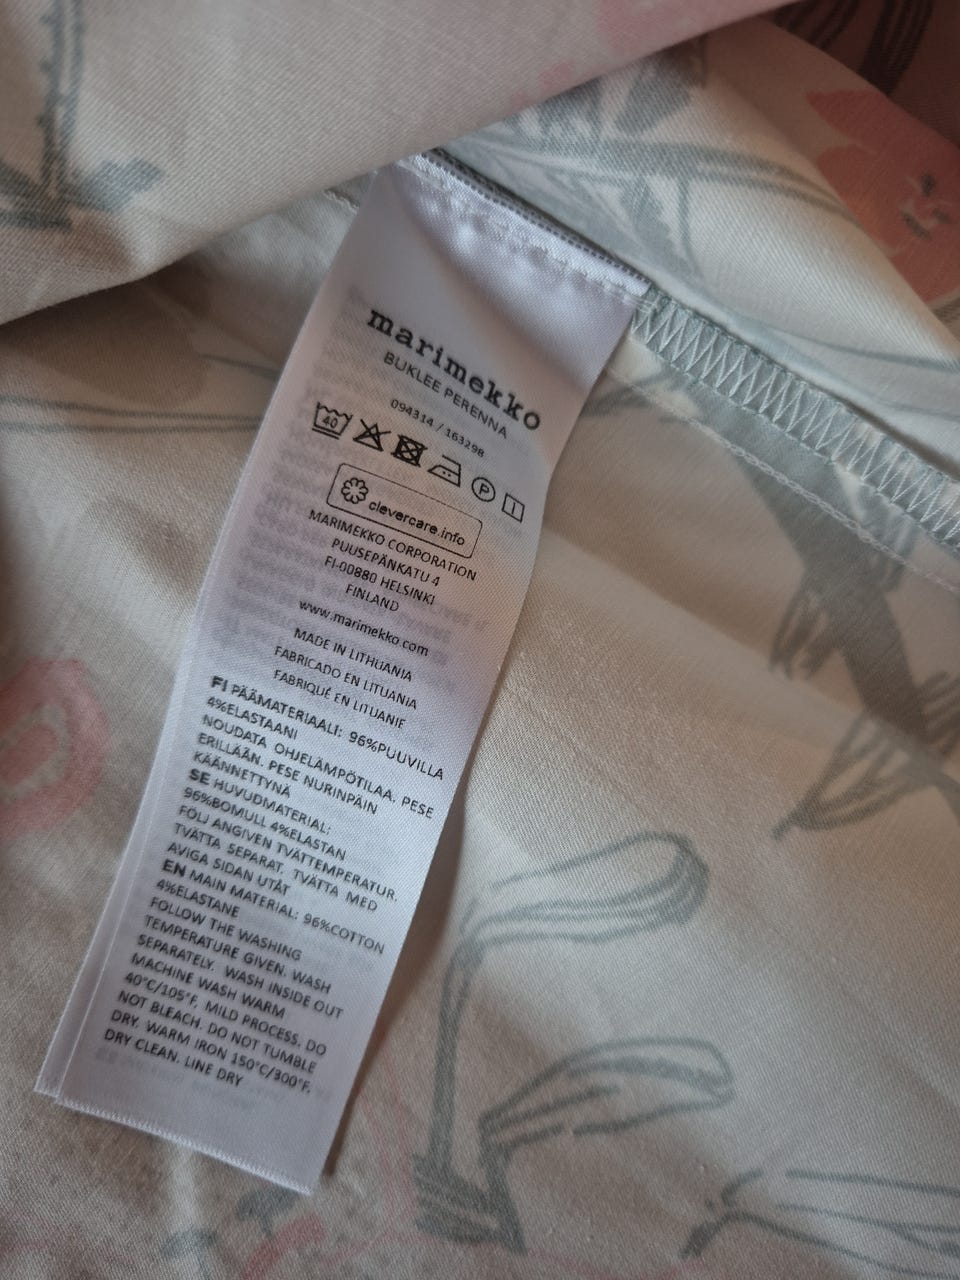 marimekko
BUKLEE PERENNA
094314 / 163298
40 P
clevercare.info
MARIMEKKO CORPORATION
PUUSEPÄNKATU 4
FI-00880 HELSINKI
FINLAND
www.marimekko.com
MADE IN LITHUANIA
FABRICADO EN LITUANIA
FABRIQUÉ EN LITUANIE
FI PÄÄMATERIAALI: 96%PUUVILLA
4%ELASTAANI
NOUDATA OHJELÄMPÖTILAA. PESE
ERILLÄÄN. PESE NURINPÄIN
KÄÄNNETTYNÄ
SE HUVUDMATERIAL:
96%BOMULL 4%ELASTAN
FÖLJ ANGIVEN TVÄTTEMPERATUR.
TVÄTTA SEPARAT. TVÄTTA MED
AVIGA SIDAN UTÅT
EN MAIN MATERIAL: 96%COTTON
4%ELASTANE
FOLLOW THE WASHING
TEMPERATURE GIVEN. WASH
SEPARATELY. WASH INSIDE OUT
MACHINE WASH WARM
40°C/105°F, MILD PROCESS. DO
NOT BLEACH. DO NOT TUMBLE
DRY. WARM IRON 150°C/300°F.
DRY CLEAN. LINE DRY